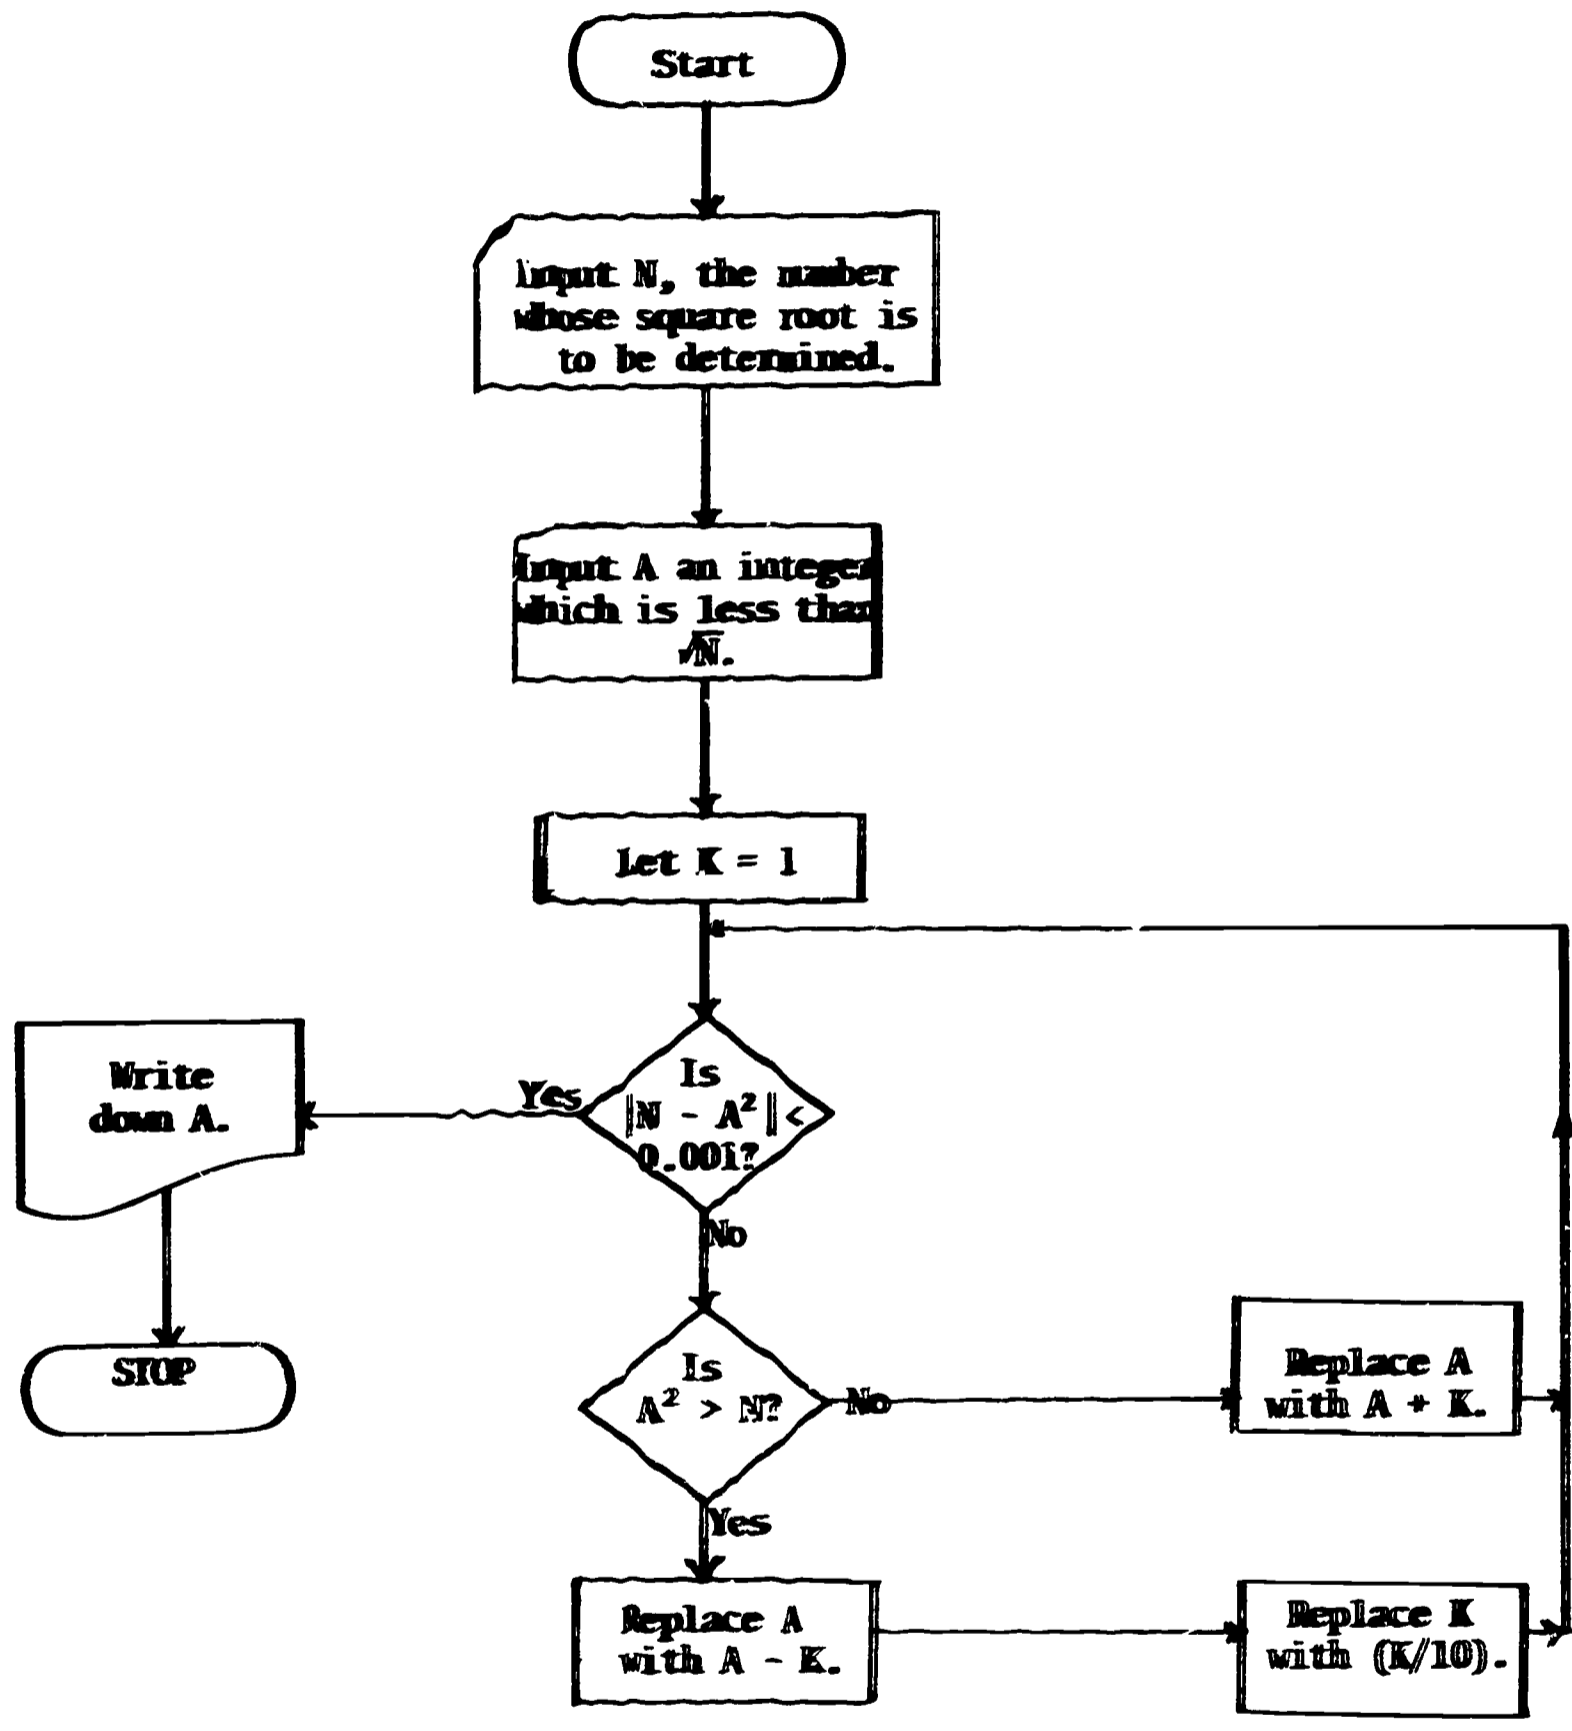 Start
Input N, the number
whose square root is
to be determined.
Input A an integer
which is less than
√N.
Let K = 1
Is
|N - A²| <
0.001?
Yes
Write
down A.
STOP
No
Is
A² > N?
No
Replace A
with A + K.
Yes
Replace A
with A - K.
Replace K
with (K/10).